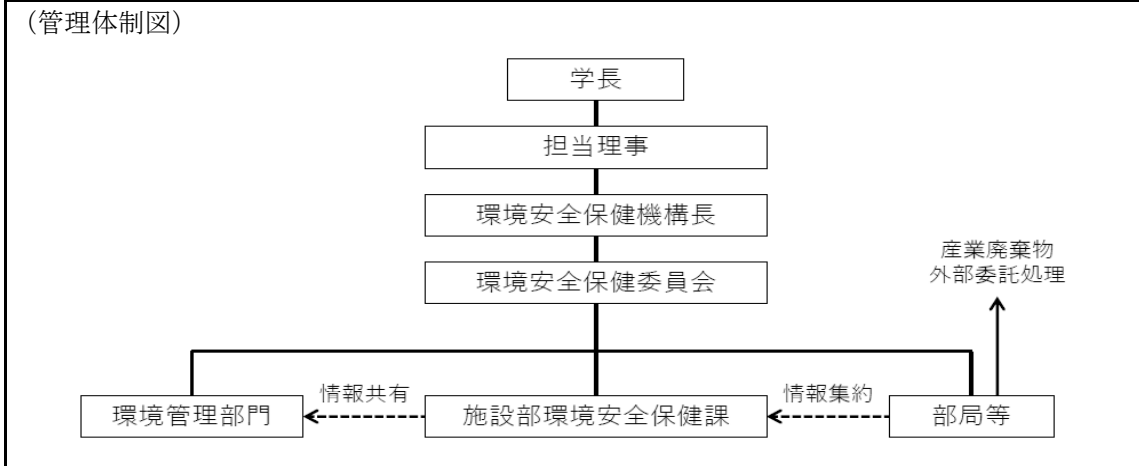 （管理体制図）
学長
担当理事
環境安全保健機構長
環境安全保健委員会
産業廃棄物
外部委託処理
情報共有
情報集約
環境管理部門
施設部環境安全保健課
部局等